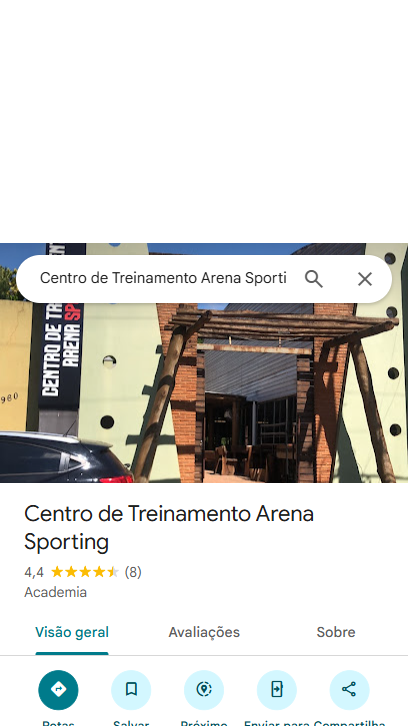 Centro de Treinamento Arena Sporti
CENTRO DE TR
ARENA SP
980
Centro de Treinamento Arena
Sporting
4,4 (8)
Academia
Visão geral Avaliações Sobre
Rotas Salvar Próximo Enviar para Compartilha